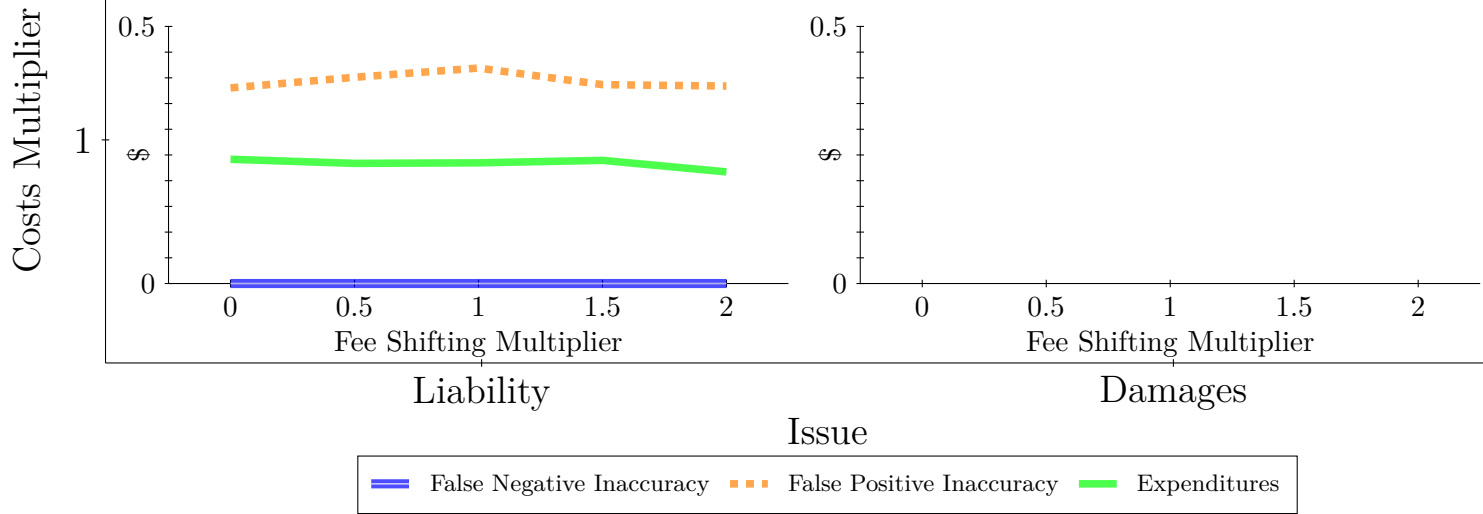 Costs Multiplier
1
0.5
$
0
0 0.5 1 1.5 2
Fee Shifting Multiplier
0.5
$
0
0 0.5 1 1.5 2
Fee Shifting Multiplier
Liability Damages
Issue
False Negative Inaccuracy False Positive Inaccuracy Expenditures